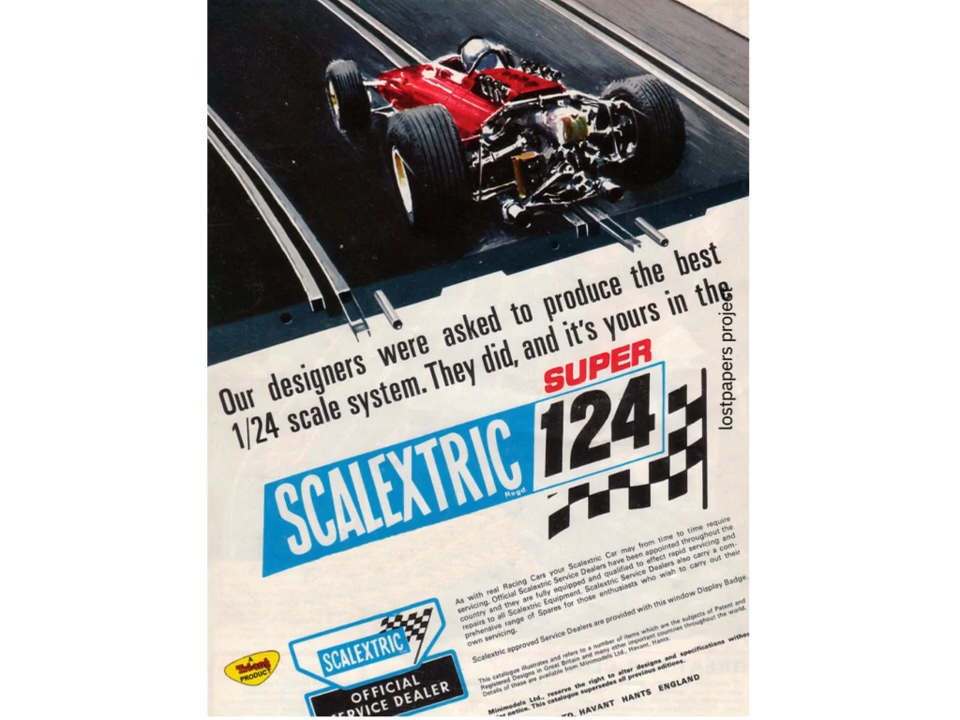 Our designers were asked to produce the best
1/24 scale system. They did, and it's yours in the
SUPER
SCALEXTRIC 124
Regd
lostpapers project
As with real Racing Cars your Scalextric Car may from time to time require
servicing. Official Scalextric Service Dealers have been appointed throughout the
country and they are fully equipped and qualified to effect rapid servicing and
repairs to all Scalextric Equipment. Scalextric Service Dealers also carry a com-
prehensive range of Spares for those enthusiasts who wish to carry out their
own servicing.
Scalextric approved Service Dealers are provided with this window Display Badge.
SCALEXTRIC
OFFICIAL
SERVICE DEALER
A
Tri-ang
PRODUCT
This catalogue illustrates and refers to a number of items which are the subjects of Patent and
Registered Designs in Great Britain and many other important countries throughout the world.
Details of these are available from Minimodels Ltd., Havant, Hants.
Minimodels Ltd., reserve the right to alter designs and specifications
or notice. This catalogue supersedes all previous editions.
TD. HAVANT HANTS ENGLAND